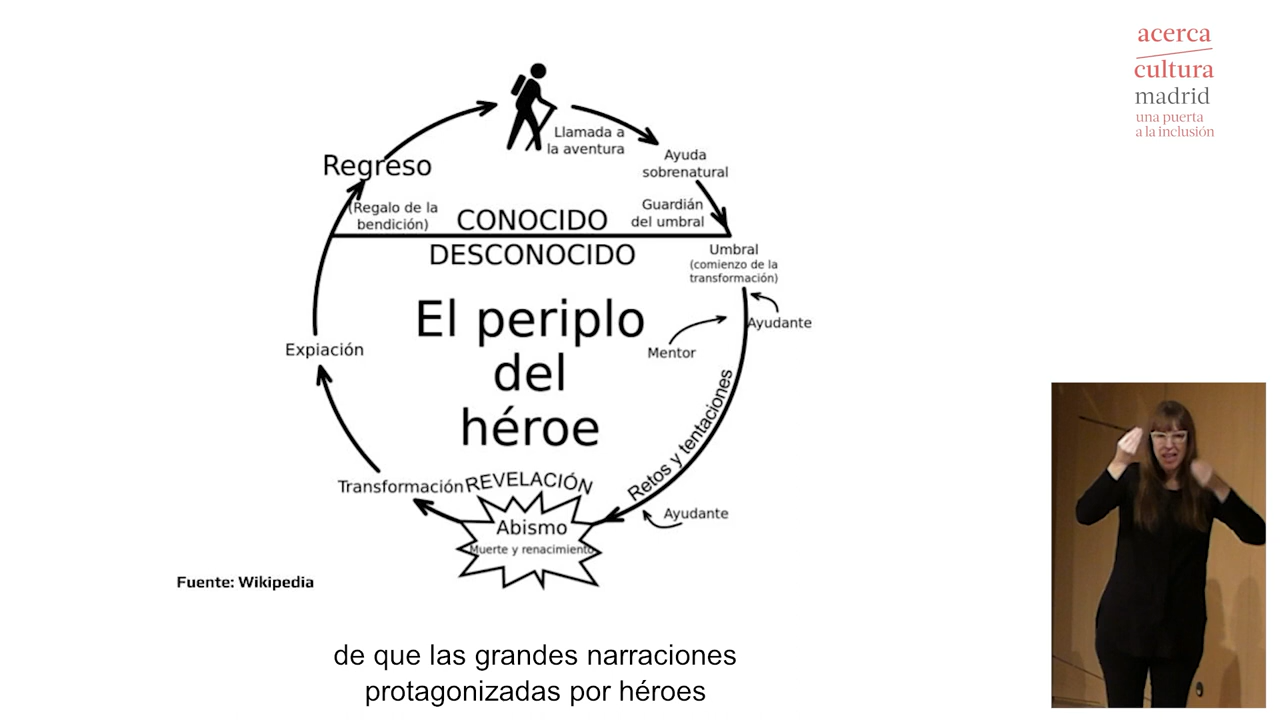 acerca
cultura
madrid
una puerta
a la inclusión
Llamada a
la aventura
Ayuda
sobrenatural
Guardián
del umbral
Regreso
(Regalo de la
bendición)
CONOCIDO
DESCONOCIDO
Umbral
(comienzo de la
transformación)
Ayudante
Mentor
El periplo
del
héroe
Retos y tentaciones
Ayudante
Expiación
Transformación
REVELACIÓN
Abismo
Muerte y renacimiento
Fuente: Wikipedia
de que las grandes narraciones
protagonizadas por héroes